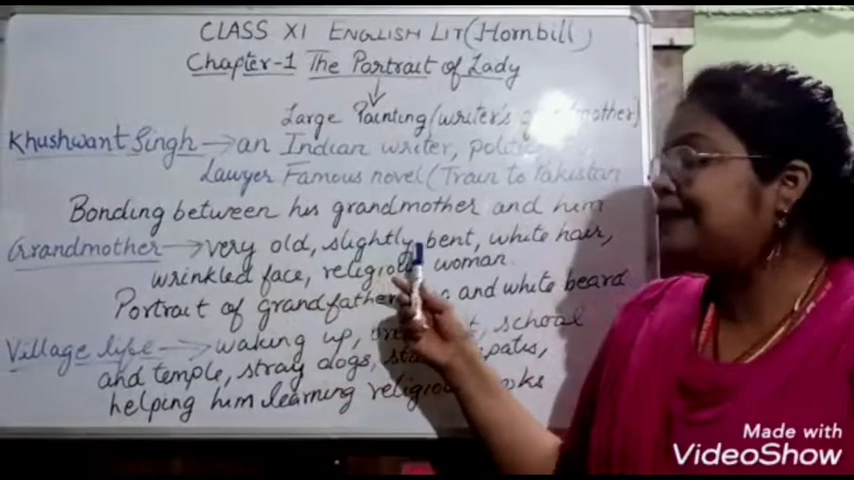 CLASS XI ENGLISH LIT(Hornbill)
Chapter-1 The Portrait of Lady
Large Painting (writer's grandmother)
Khushwant Singh → an Indian writer,
Lawyer Famous novel (Train to Pakistan
Bonding between his grandmother and him
Grandmother → very old, slightly bent, white hair,
wrinkled face, religious woman.
Portrait of grandfather and white beard
Village life → waking up, school
and temple, stray dogs,
helping him learning religious
Made with
VideoShow